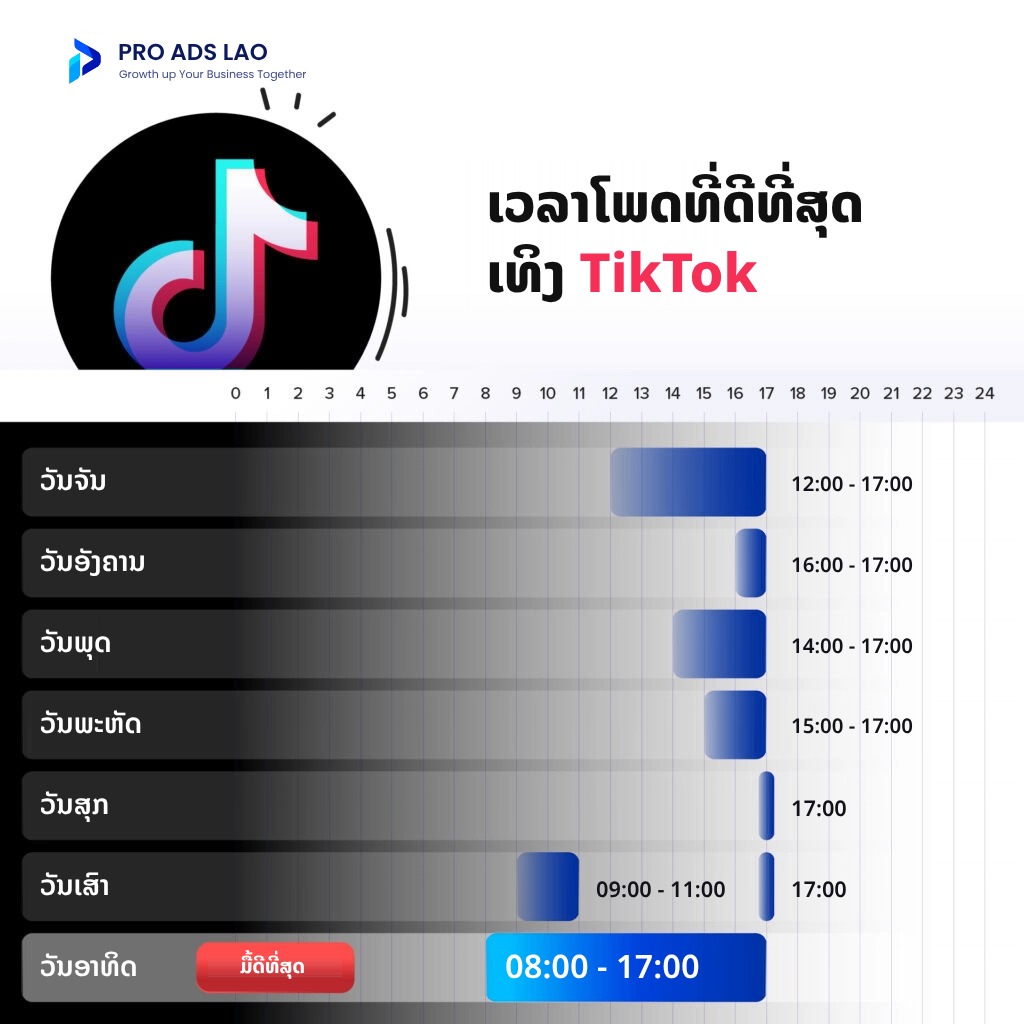 PRO ADS LAO
Growth up Your Business Together
ເວລາໂພດທີ່ດີທີ່ສຸດ
ເທິງ TikTok
0 1 2 3 4 5 6 7 8 9 10 11 12 13 14 15 16 17 18 19 20 21 22 23 24
ວັນຈັນ 12:00 - 17:00
ວັນອັງຄານ 16:00 - 17:00
ວັນພຸດ 14:00 - 17:00
ວັນພະຫັດ 15:00 - 17:00
ວັນສຸກ 17:00
ວັນເສົາ 09:00 - 11:00 17:00
ວັນອາທິດ ມື້ດີທີ່ສຸດ 08:00 - 17:00